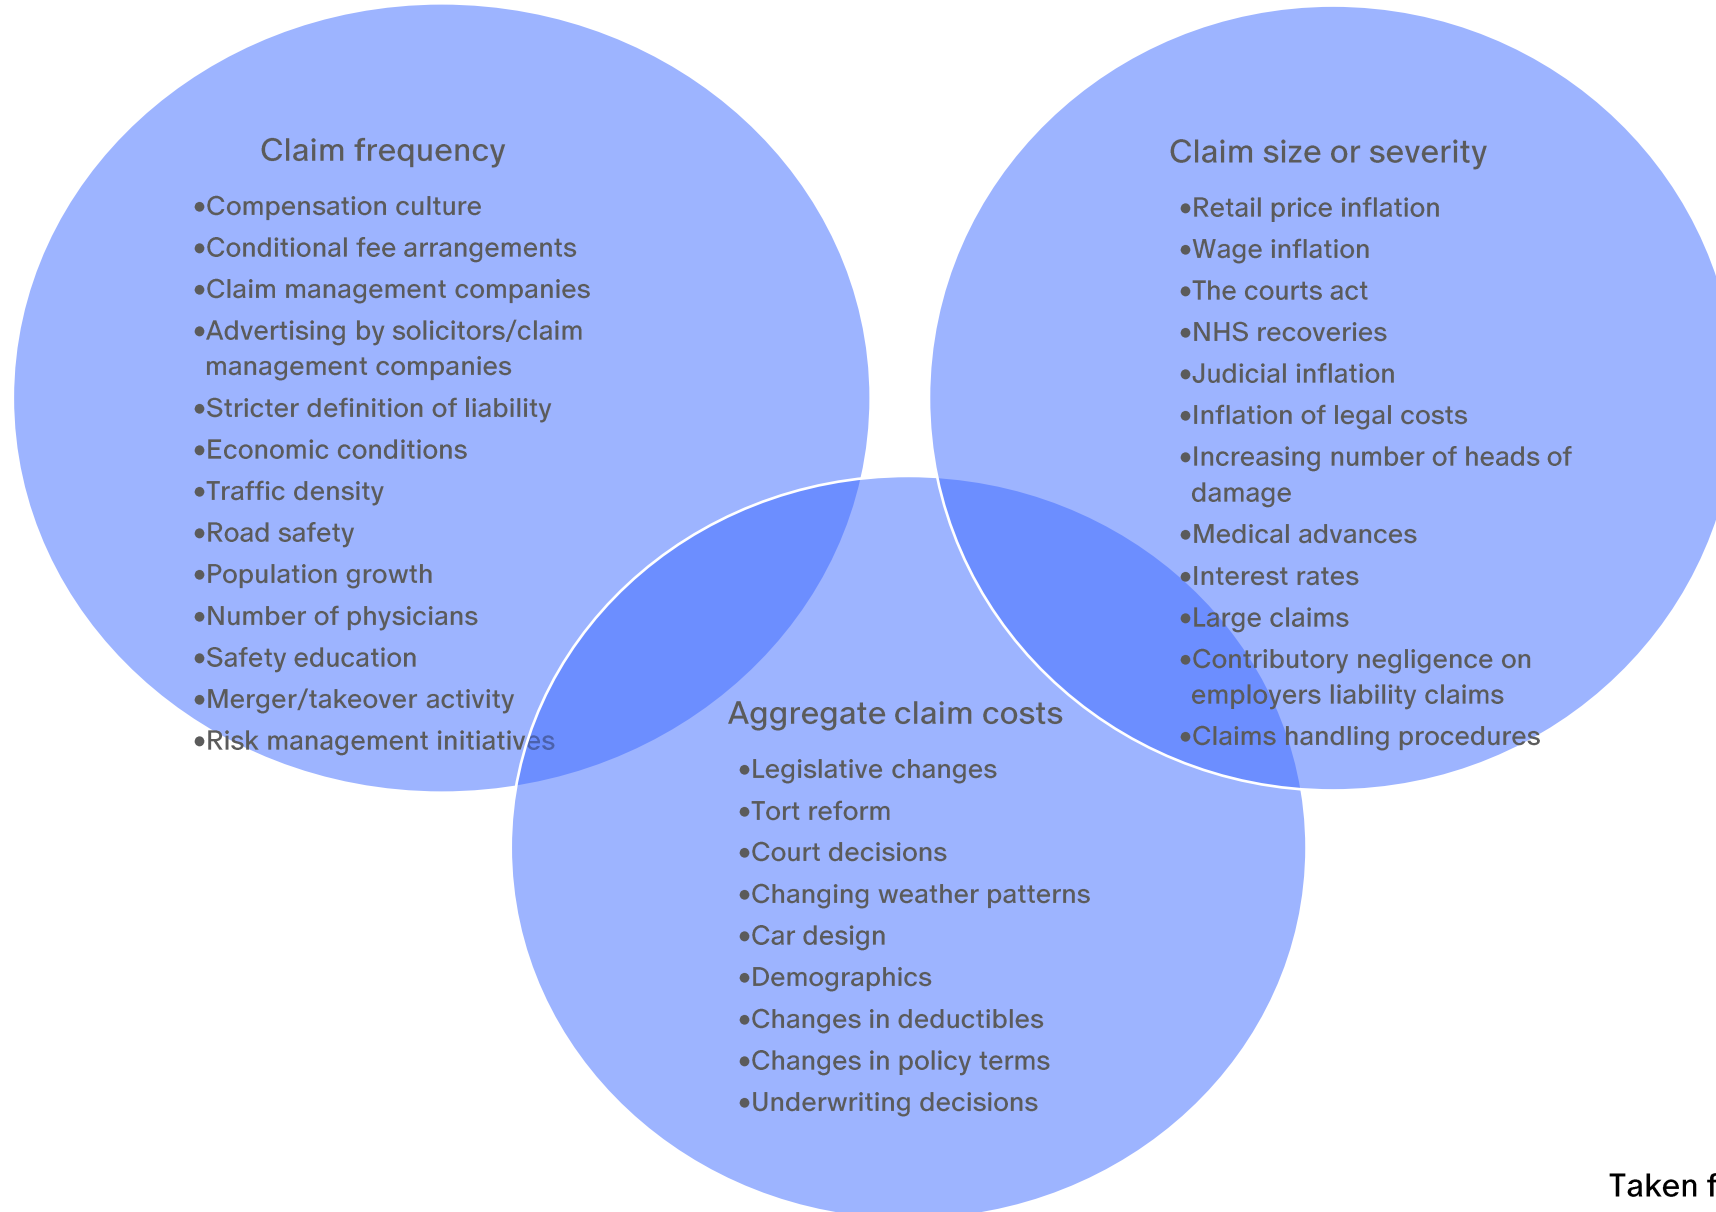 Claim frequency
•Compensation culture
•Conditional fee arrangements
•Claim management companies
•Advertising by solicitors/claim
management companies
•Stricter definition of liability
•Economic conditions
•Traffic density
•Road safety
•Population growth
•Number of physicians
•Safety education
•Merger/takeover activity
•Risk management initiatives
Claim size or severity
•Retail price inflation
•Wage inflation
•The courts act
•NHS recoveries
•Judicial inflation
•Inflation of legal costs
•Increasing number of heads of
damage
•Medical advances
•Interest rates
•Large claims
•Contributory negligence on
employers liability claims
•Claims handling procedures
Aggregate claim costs
•Legislative changes
•Tort reform
•Court decisions
•Changing weather patterns
•Car design
•Demographics
•Changes in deductibles
•Changes in policy terms
•Underwriting decisions
Taken f